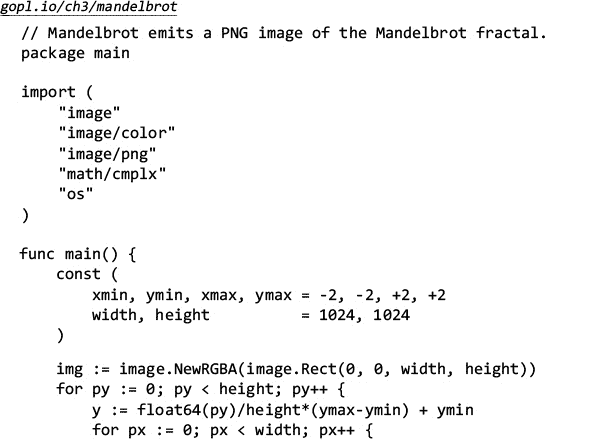 gopl.io/ch3/mandelbrot
// Mandelbrot emits a PNG image of the Mandelbrot fractal.
package main
import (
"image"
"image/color"
"image/png"
"math/cmplx"
"os"
)
func main() {
const (
xmin, ymin, xmax, ymax = -2, -2, +2, +2
width, height = 1024, 1024
)
img := image.NewRGBA(image.Rect(0, 0, width, height))
for py := 0; py < height; py++ {
y := float64(py)/height*(ymax-ymin) + ymin
for px := 0; px < width; px++ {